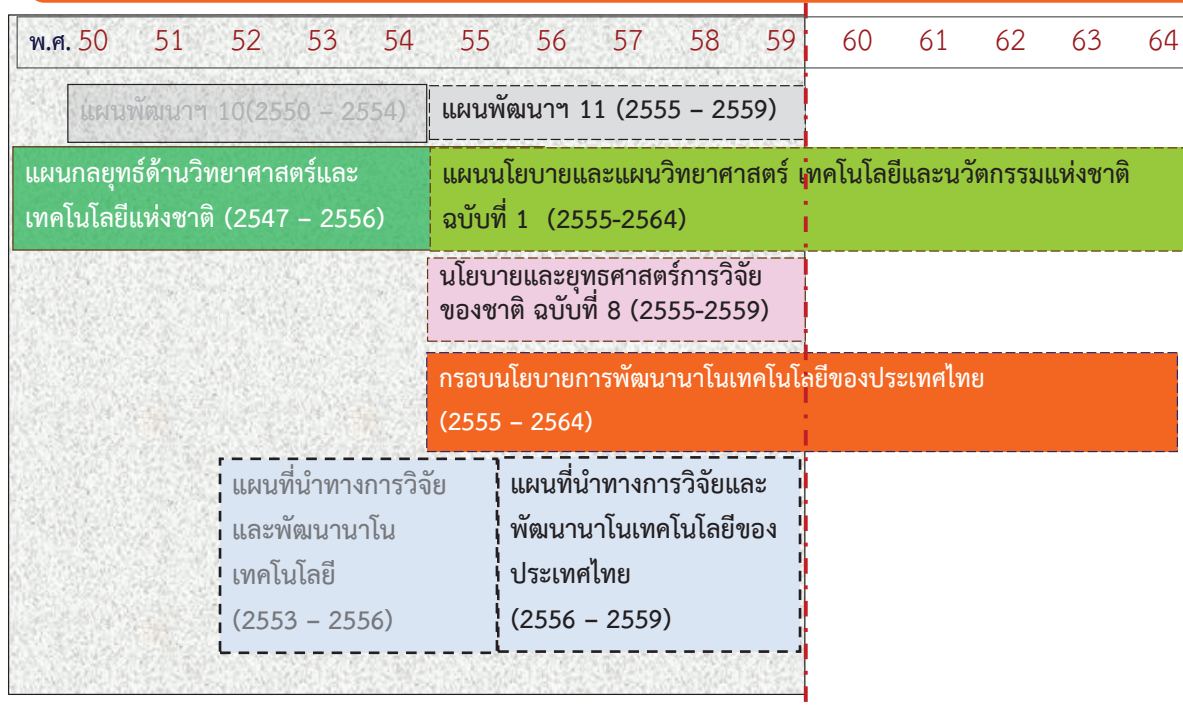 พ.ศ. 50 51 52 53 54 55 56 57 58 59 60 61 62 63 64
แผนพัฒนาฯ 10(2550 – 2554)
แผนพัฒนาฯ 11 (2555 – 2559)
แผนกลยุทธ์ด้านวิทยาศาสตร์และ
เทคโนโลยีแห่งชาติ (2547 – 2556)
แผนนโยบายและแผนวิทยาศาสตร์ เทคโนโลยีและนวัตกรรมแห่งชาติ
ฉบับที่ 1 (2555-2564)
นโยบายและยุทธศาสตร์การวิจัย
ของชาติ ฉบับที่ 8 (2555-2559)
กรอบนโยบายการพัฒนานาโนเทคโนโลยีของประเทศไทย
(2555 – 2564)
แผนที่นำทางการวิจัย
และพัฒนานาโน
เทคโนโลยี
(2553 – 2556)
แผนที่นำทางการวิจัยและ
พัฒนานาโนเทคโนโลยีของ
ประเทศไทย
(2556 – 2559)